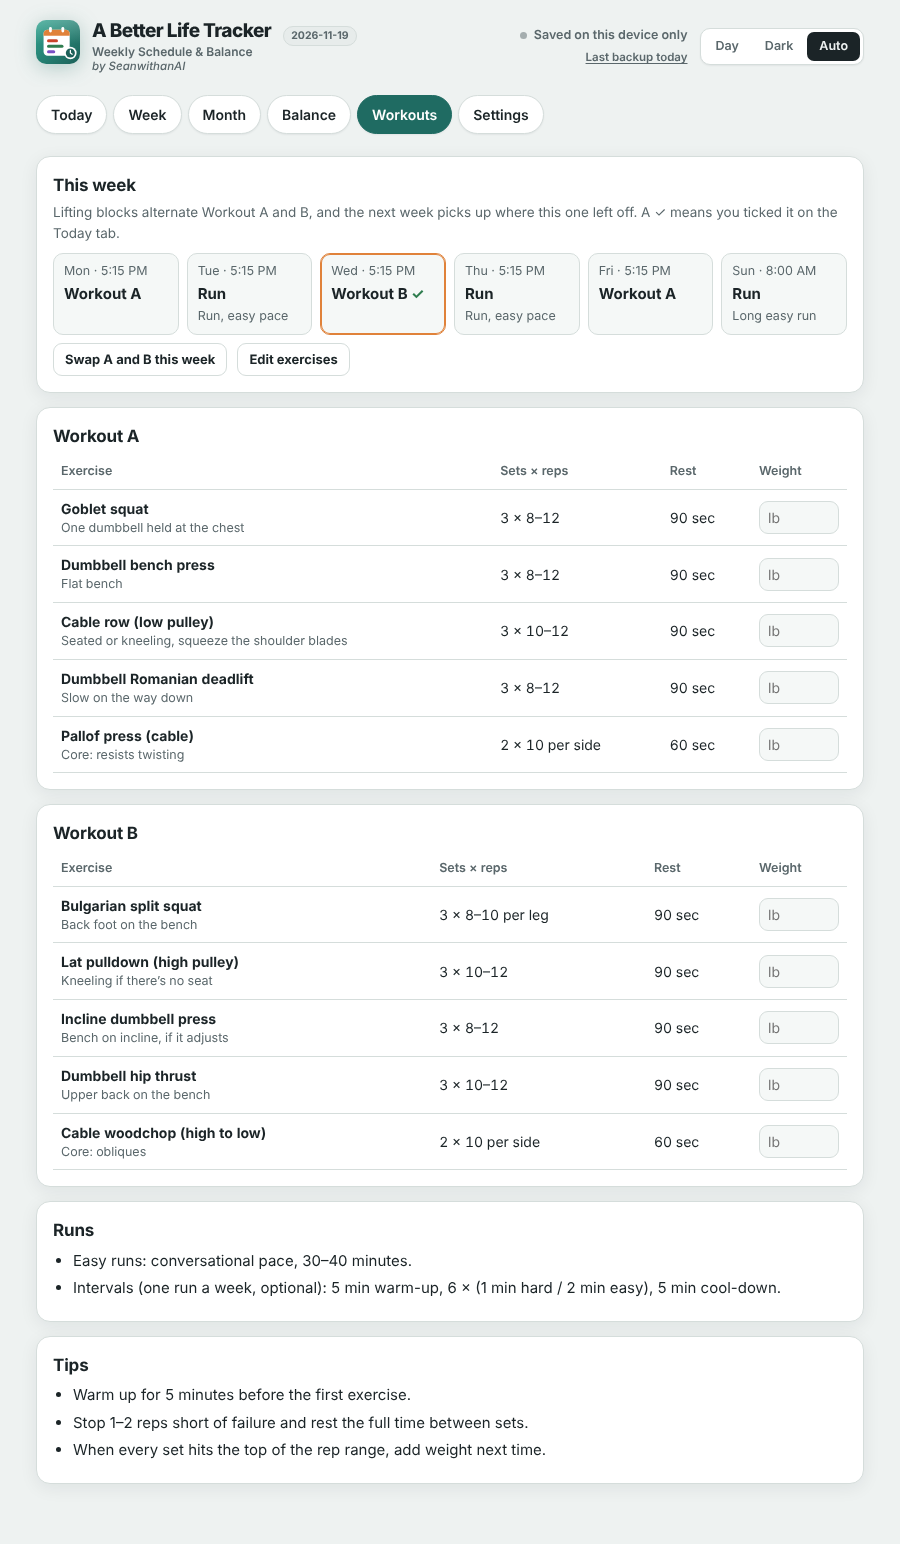 A Better Life Tracker
2026-11-19
Weekly Schedule & Balance
by SeanwithanAI
Saved on this device only
Last backup today
Day Dark Auto
Today Week Month Balance Workouts Settings
This week
Lifting blocks alternate Workout A and B, and the next week picks up where this one left off. A ✓ means you ticked it on the
Today tab.
Mon · 5:15 PM
Workout A
Tue · 5:15 PM
Run
Run, easy pace
Wed · 5:15 PM
Workout B ✓
Thu · 5:15 PM
Run
Run, easy pace
Fri · 5:15 PM
Workout A
Sun · 8:00 AM
Run
Long easy run
Swap A and B this week Edit exercises
Workout A
Exercise Sets × reps Rest Weight
Goblet squat
One dumbbell held at the chest
3 × 8–12 90 sec lb
Dumbbell bench press
Flat bench
3 × 8–12 90 sec lb
Cable row (low pulley)
Seated or kneeling, squeeze the shoulder blades
3 × 10–12 90 sec lb
Dumbbell Romanian deadlift
Slow on the way down
3 × 8–12 90 sec lb
Pallof press (cable)
Core: resists twisting
2 × 10 per side 60 sec lb
Workout B
Exercise Sets × reps Rest Weight
Bulgarian split squat
Back foot on the bench
3 × 8–10 per leg 90 sec lb
Lat pulldown (high pulley)
Kneeling if there’s no seat
3 × 10–12 90 sec lb
Incline dumbbell press
Bench on incline, if it adjusts
3 × 8–12 90 sec lb
Dumbbell hip thrust
Upper back on the bench
3 × 10–12 90 sec lb
Cable woodchop (high to low)
Core: obliques
2 × 10 per side 60 sec lb
Runs
• Easy runs: conversational pace, 30–40 minutes.
• Intervals (one run a week, optional): 5 min warm-up, 6 × (1 min hard / 2 min easy), 5 min cool-down.
Tips
• Warm up for 5 minutes before the first exercise.
• Stop 1–2 reps short of failure and rest the full time between sets.
• When every set hits the top of the rep range, add weight next time.